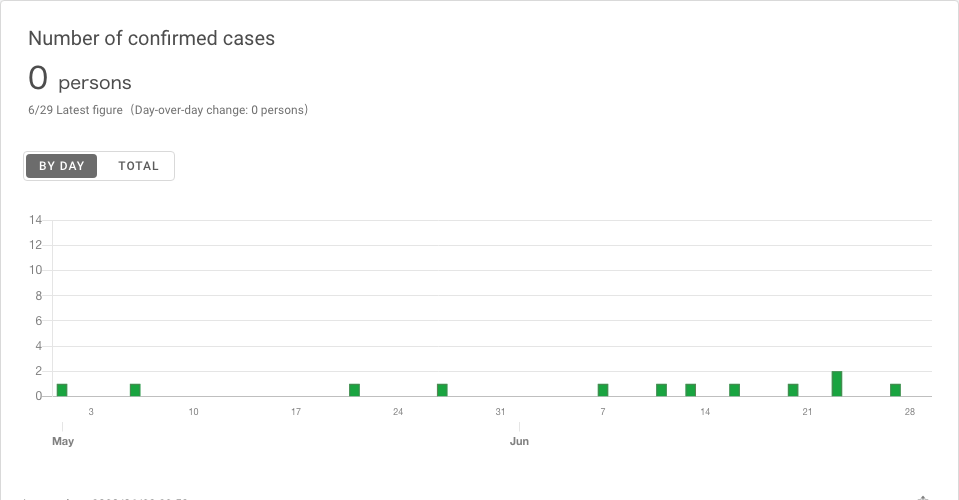 Number of confirmed cases
0 persons
6/29 Latest figure（Day-over-day change: 0 persons）
BY DAY TOTAL
14
12
10
8
6
4
2
0
3 10 17 24 31 7 14 21 28
May Jun